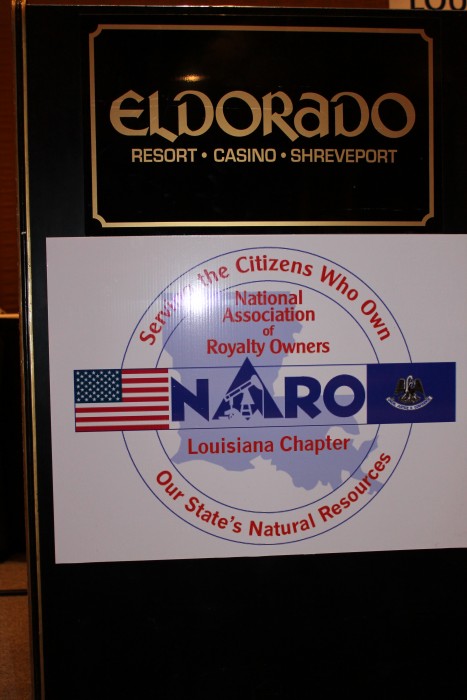 ELDORADO
RESORT • CASINO • SHREVEPORT
Serving the Citizens Who Own
National
Association
of
Royalty Owners
NARO
Louisiana Chapter
Our State's Natural Resources